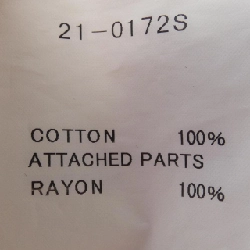 21-0172S
COTTON 100%
ATTACHED PARTS
RAYON 100%